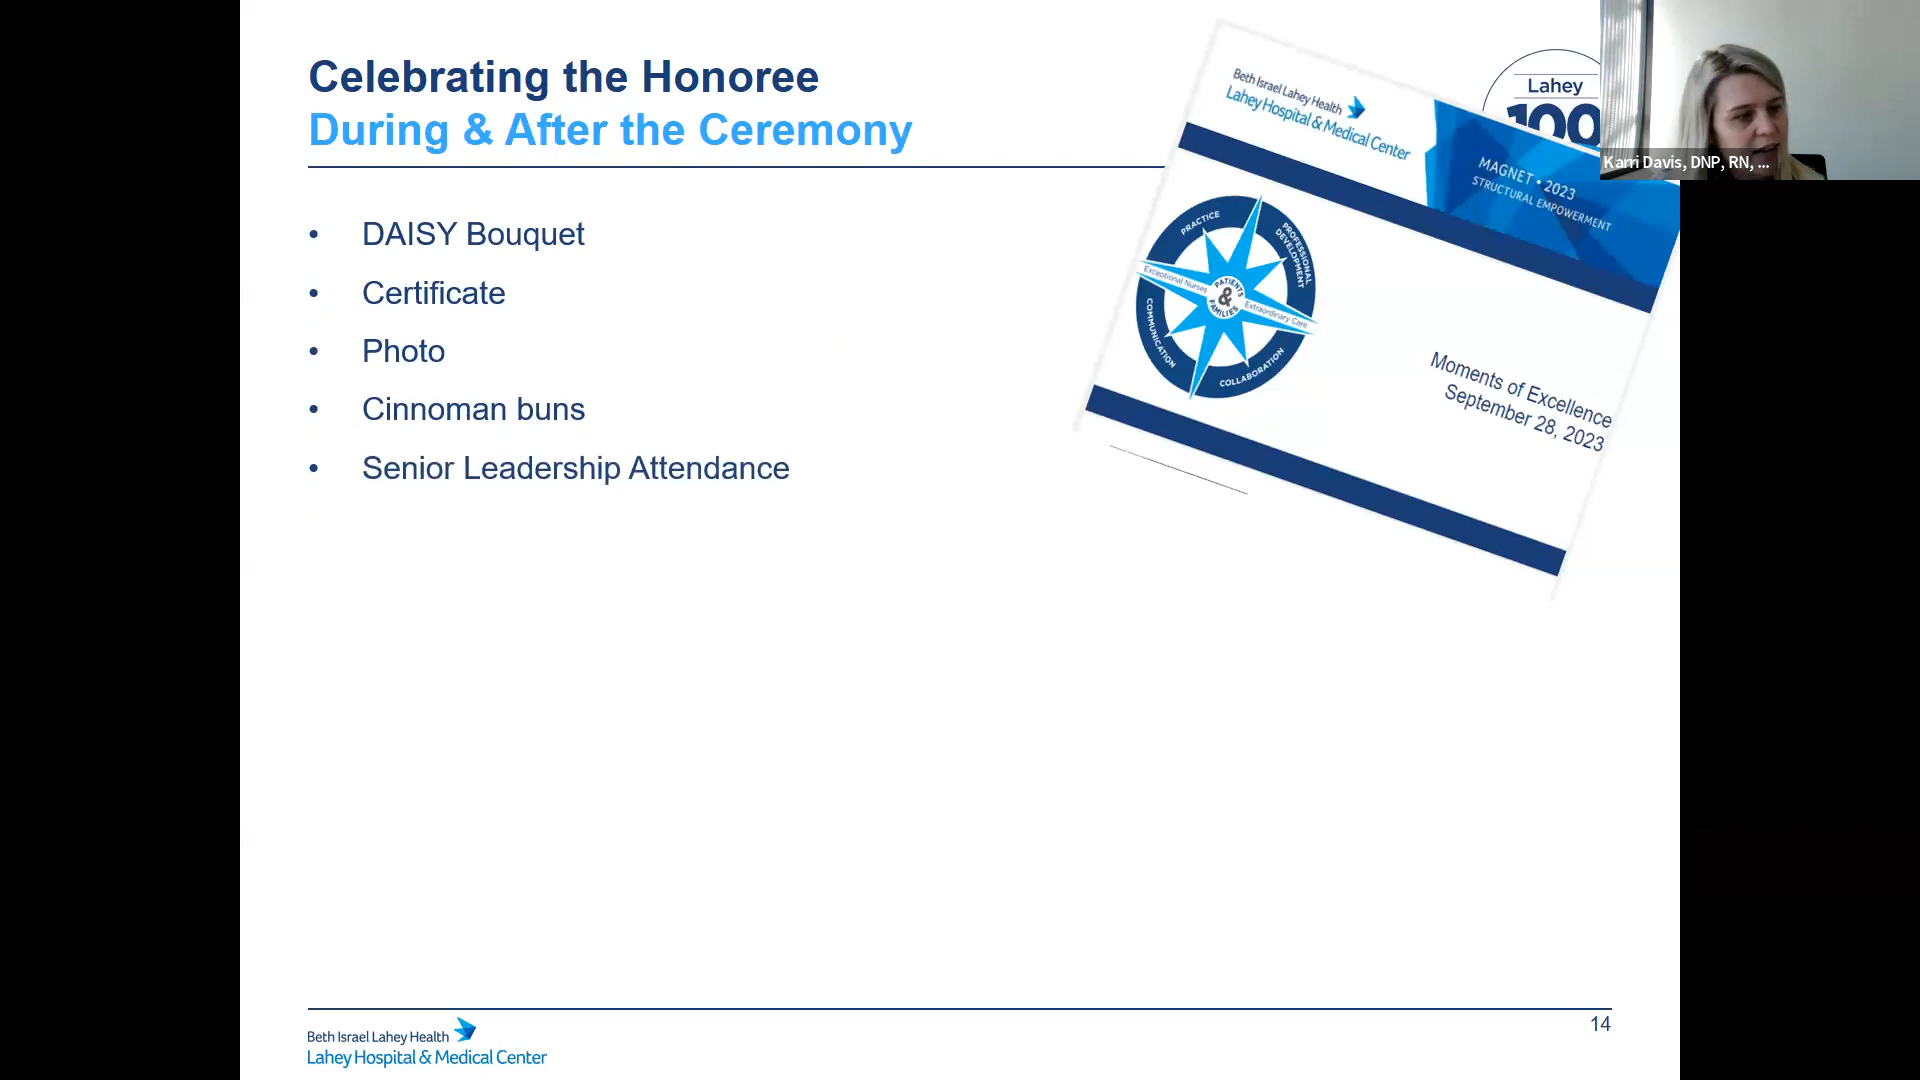 Celebrating the Honoree
During & After the Ceremony
• DAISY Bouquet
• Certificate
• Photo
• Cinnoman buns
• Senior Leadership Attendance
Beth Israel Lahey Health
Lahey Hospital & Medical Center
MAGNET • 2023
STRUCTURAL EMPOWERMENT
PRACTICE
PROFESSIONAL
DEVELOPMENT
Exceptional Nurses
PATIENTS
&
FAMILIES
Extraordinary Care
COMMUNICATION
COLLABORATION
Moments of Excellence
September 28, 2023
Lahey
100
Karri Davis, DNP, RN, ...
Beth Israel Lahey Health
Lahey Hospital & Medical Center
14